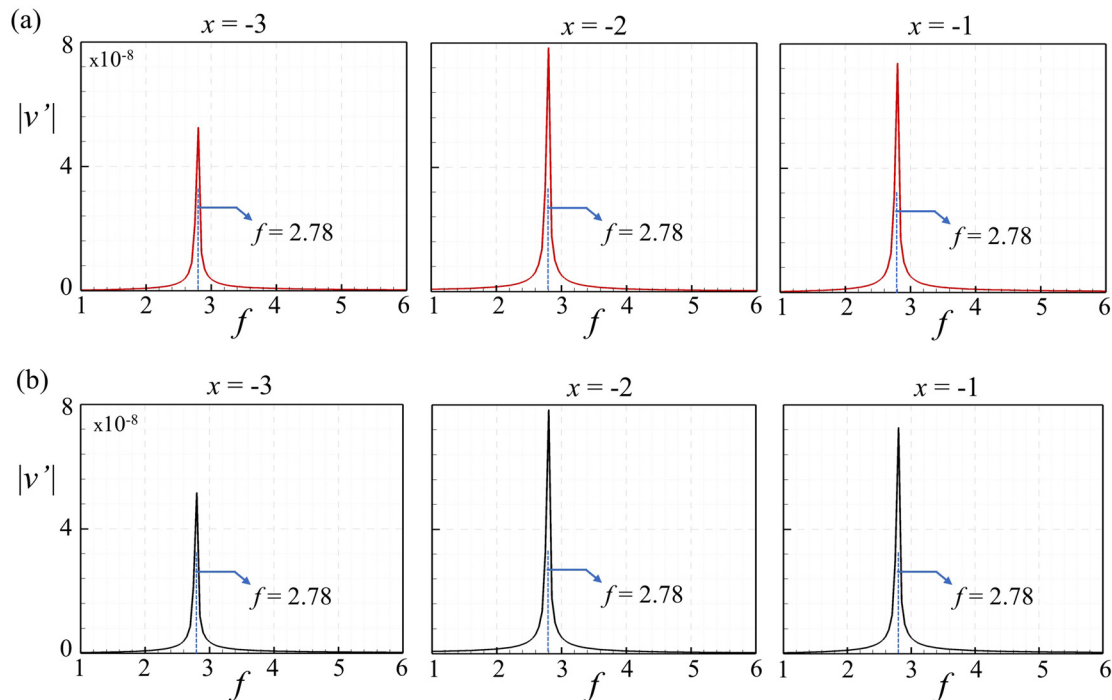 (a)
x = -3
x = -2
x = -1
8
x10-8
|v’|
4
f = 2.78
f = 2.78
f = 2.78
0
1 2 3 4 5 6
1 2 3 4 5 6
1 2 3 4 5 6
f
f
f
(b)
x = -3
x = -2
x = -1
8
x10-8
|v’|
4
f = 2.78
f = 2.78
f = 2.78
0
1 2 3 4 5 6
1 2 3 4 5 6
1 2 3 4 5 6
f
f
f